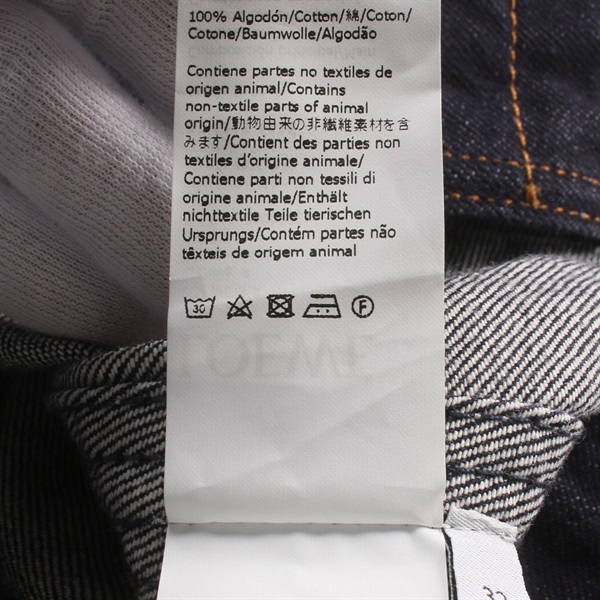 100% Algodón/Cotton/綿/Coton/
Cotone/Baumwolle/Algodão
Contiene partes no textiles de
origen animal/Contains
non-textile parts of animal
origin/動物由来の非繊維素材を含
みます/Contient des parties non
textiles d'origine animale/
Contiene parti non tessili di
origine animale/Enthält
nichttextile Teile tierischen
Ursprungs/Contém partes não
têxteis de origem animal
30
F
LOEWE
32